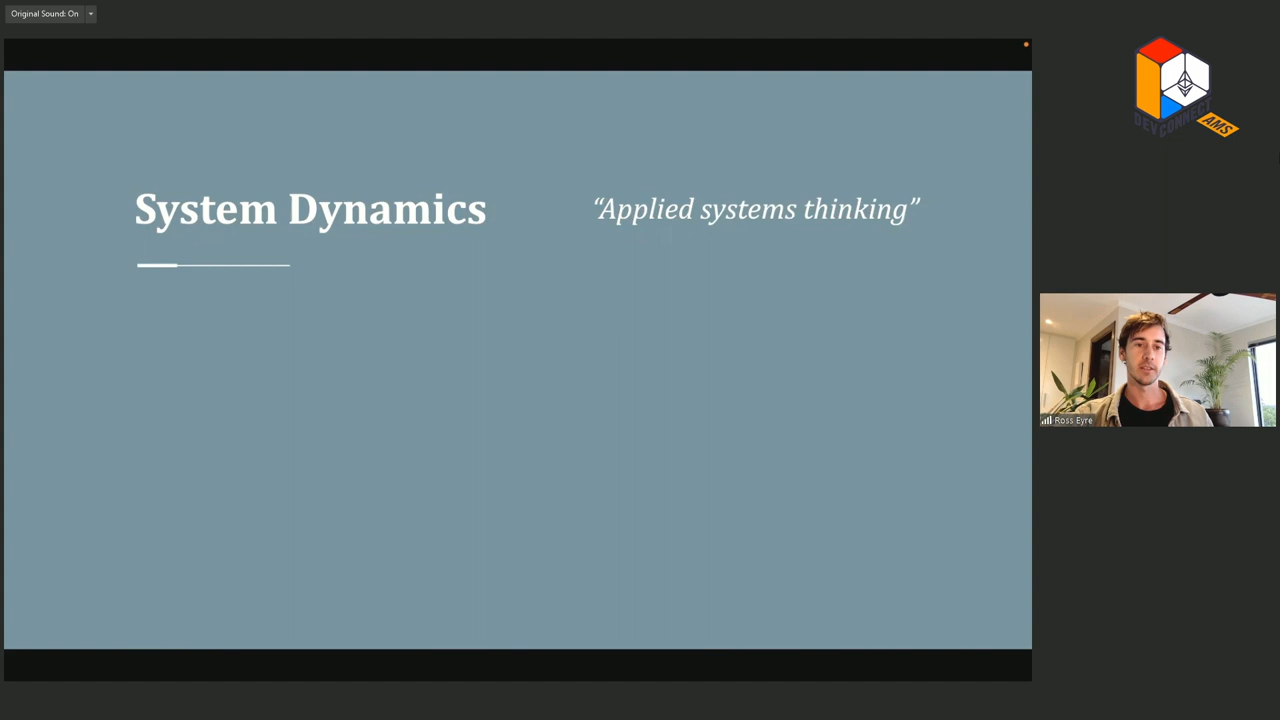 Original Sound: On
System Dynamics
“Applied systems thinking”
DEVCONNECT
AMS
Ross Eyre